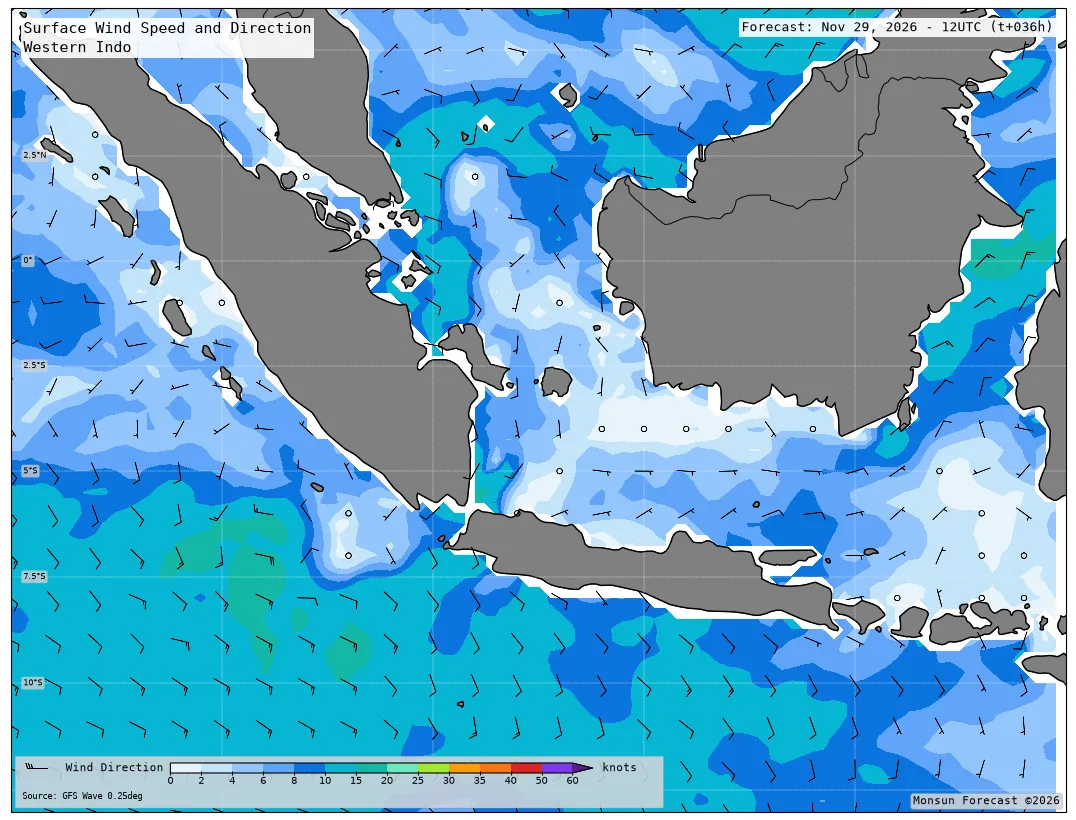 Surface Wind Speed and Direction
Western Indo
Forecast: Nov 29, 2026 - 12UTC (t+036h)
2.5°N
0°
2.5°S
5°S
7.5°S
10°S
Wind Direction
0 2 4 6 8 10 15 20 25 30 35 40 50 60
knots
Source: GFS Wave 0.25deg
Monsun Forecast ©2026